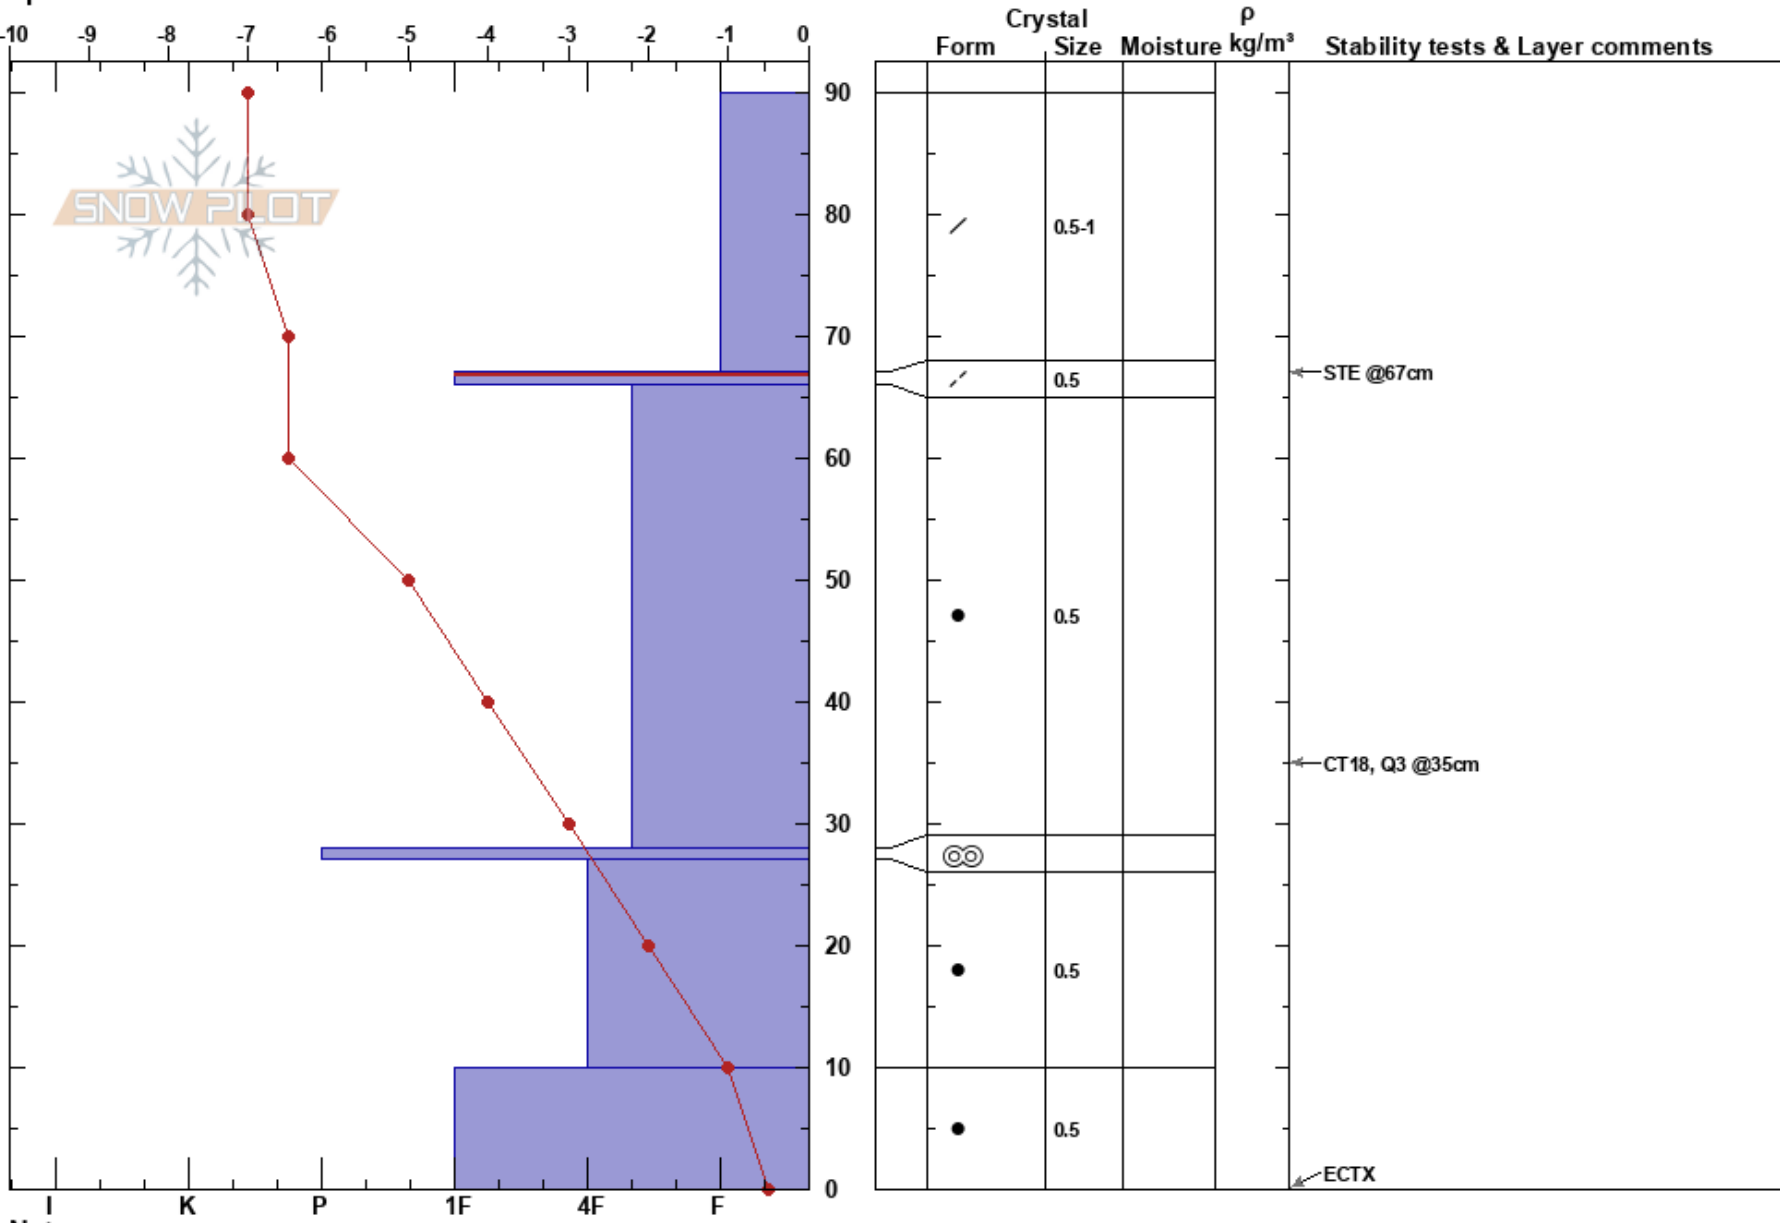 Crystal ρ
-10 -9 -8 -7 -6 -5 -4 -3 -2 -1 0 Form Size Moisture kg/m³ Stability tests & Layer comments
90
SNOW PILOT
80
0.5-1
70
0.5 STE @67cm
60
50
0.5
40
CT18, Q3 @35cm
30
20
0.5
10
0.5
ECTX
0
I K P 1F 4F F